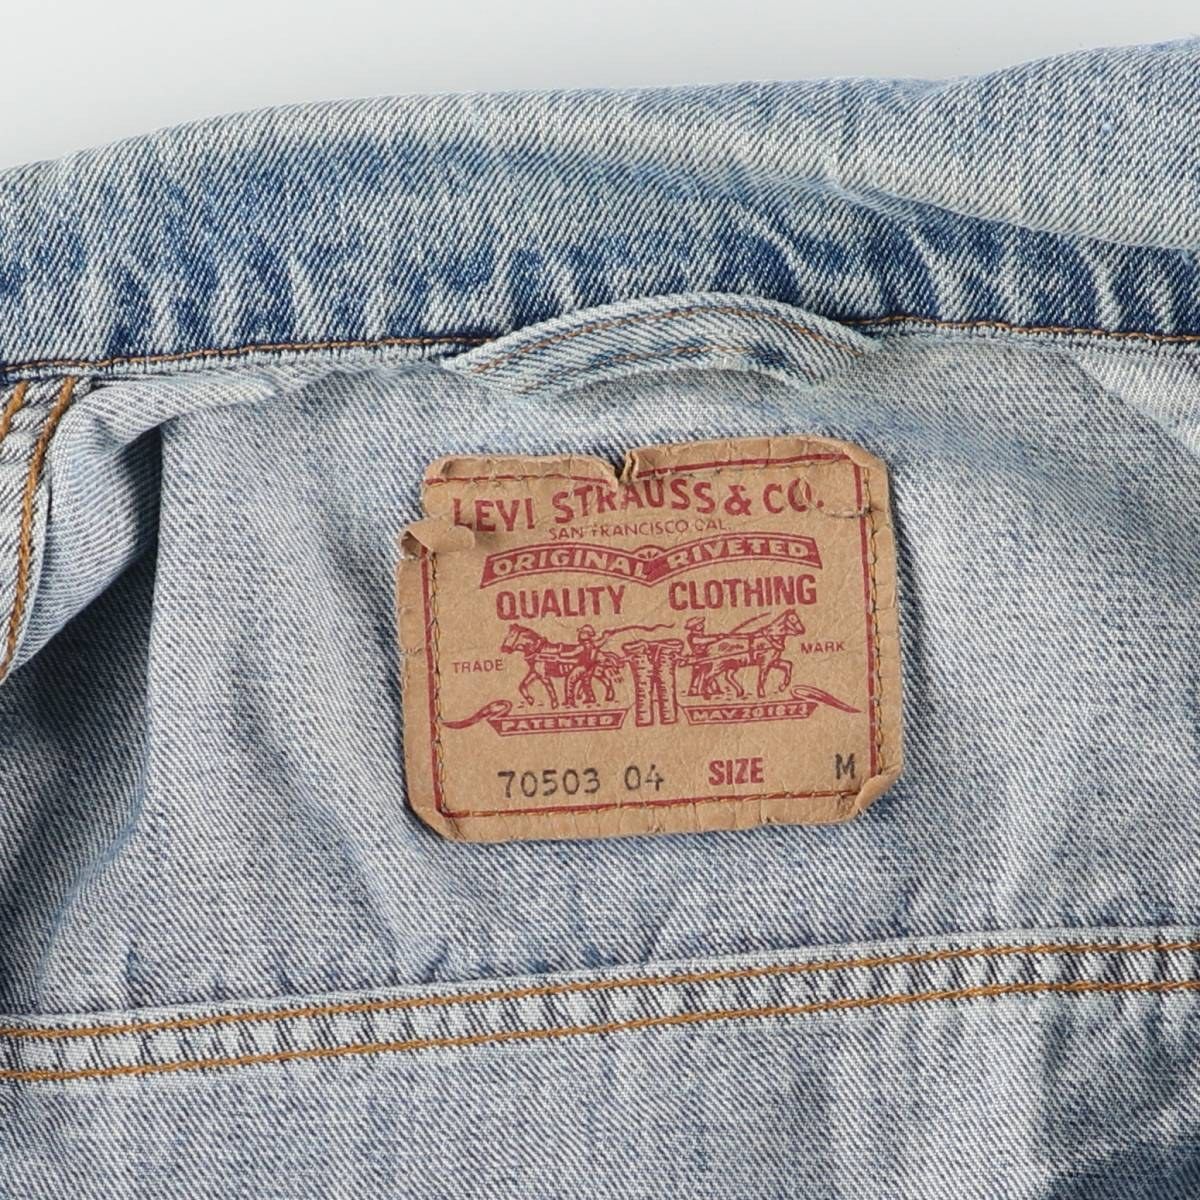 LEVI STRAUSS & CO.
SAN FRANCISCO CAL.
ORIGINAL RIVETED
QUALITY CLOTHING
TRADE MARK
PATENTED MAY 20 1873
70503 04 SIZE M